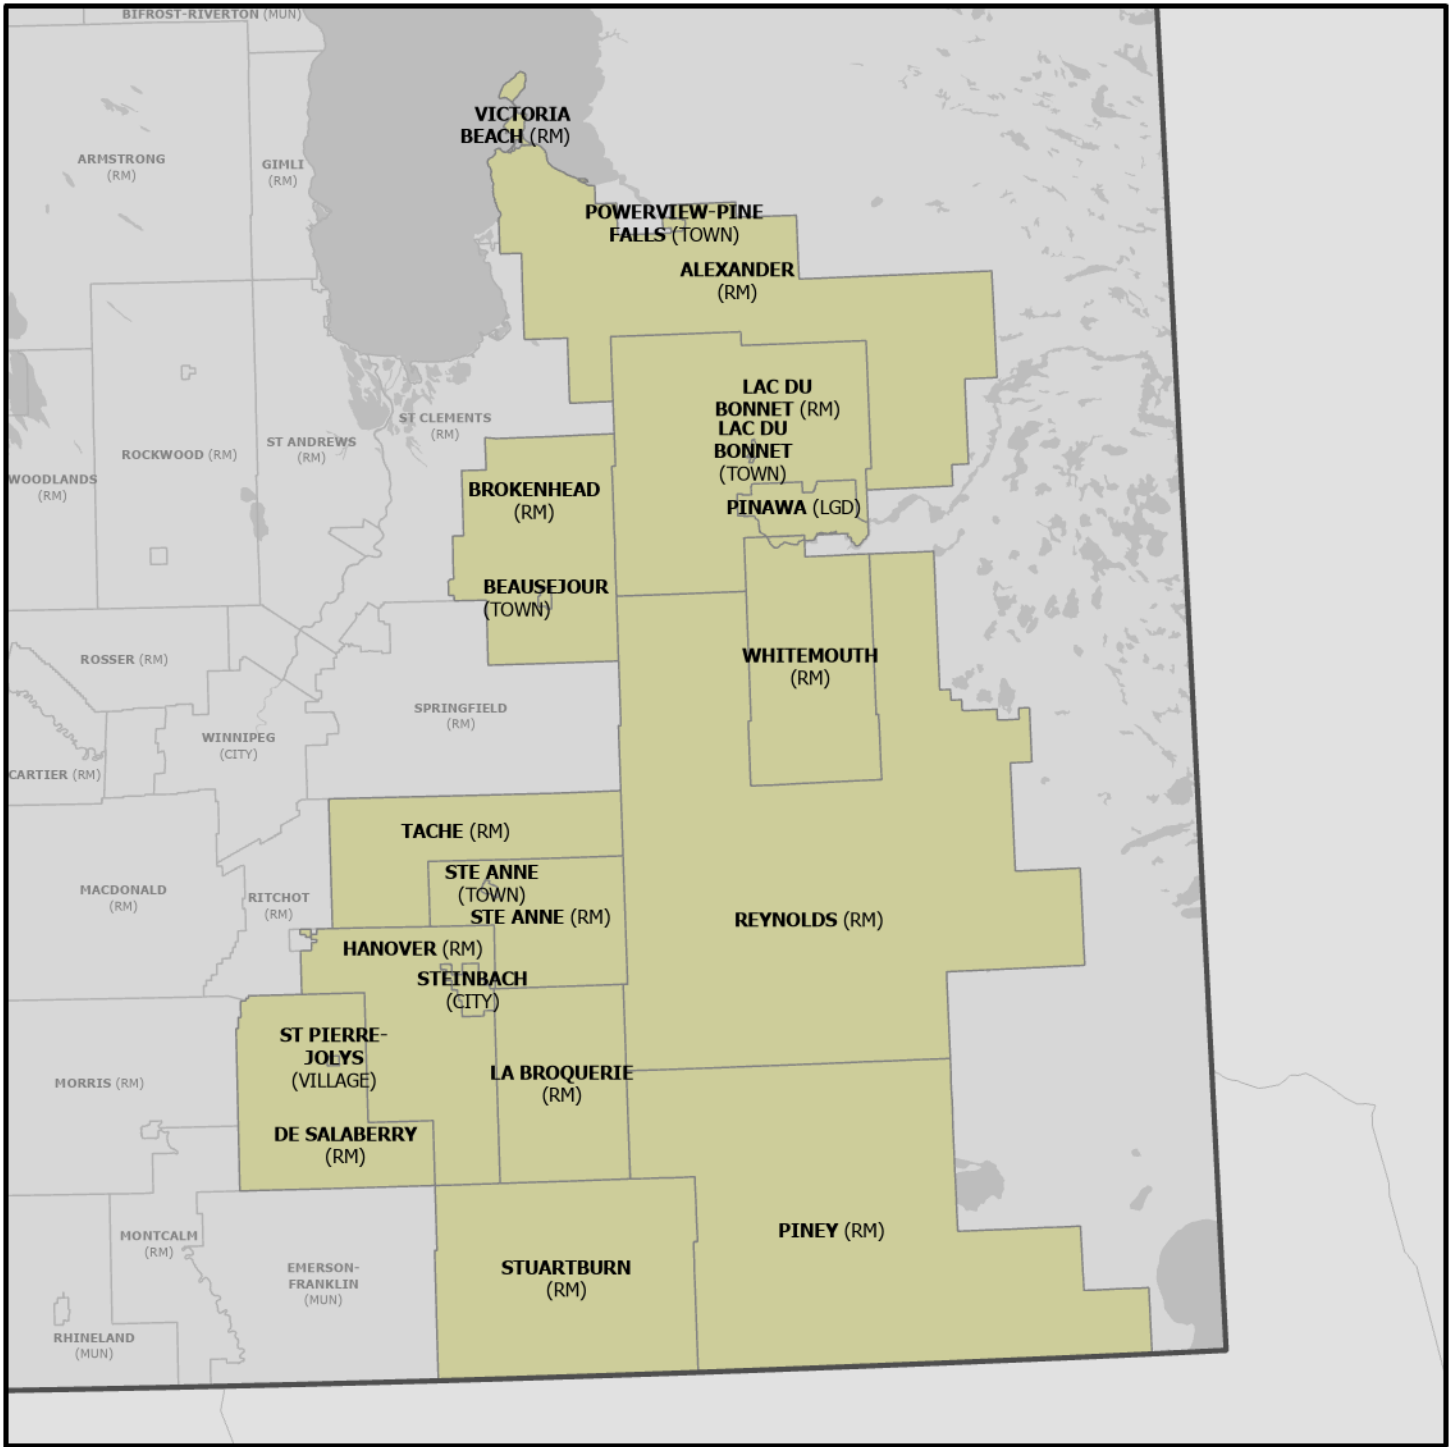 BIFROST-RIVERTON (MUN)
VICTORIA
BEACH (RM)
ARMSTRONG
(RM)
GIMLI
(RM)
POWERVIEW-PINE
FALLS (TOWN)
ALEXANDER
(RM)
LAC DU
BONNET (RM)
LAC DU
BONNET
(TOWN)
ST CLEMENTS
(RM)
ST ANDREWS
(RM)
ROCKWOOD (RM)
WOODLANDS
(RM)
BROKENHEAD
(RM)
PINAWA (LGD)
BEAUSEJOUR
(TOWN)
ROSSER (RM)
WHITEMOUTH
(RM)
SPRINGFIELD
(RM)
WINNIPEG
(CITY)
CARTIER (RM)
TACHE (RM)
STE ANNE
(TOWN)
STE ANNE (RM)
MACDONALD
(RM)
RITCHOT
(RM)
REYNOLDS (RM)
HANOVER (RM)
STEINBACH
(CITY)
ST PIERRE-
JOLYS
(VILLAGE)
LA BROQUERIE
(RM)
MORRIS (RM)
DE SALABERRY
(RM)
MONTCALM
(RM)
PINEY (RM)
EMERSON-
FRANKLIN
(MUN)
STUARTBURN
(RM)
RHINELAND
(MUN)